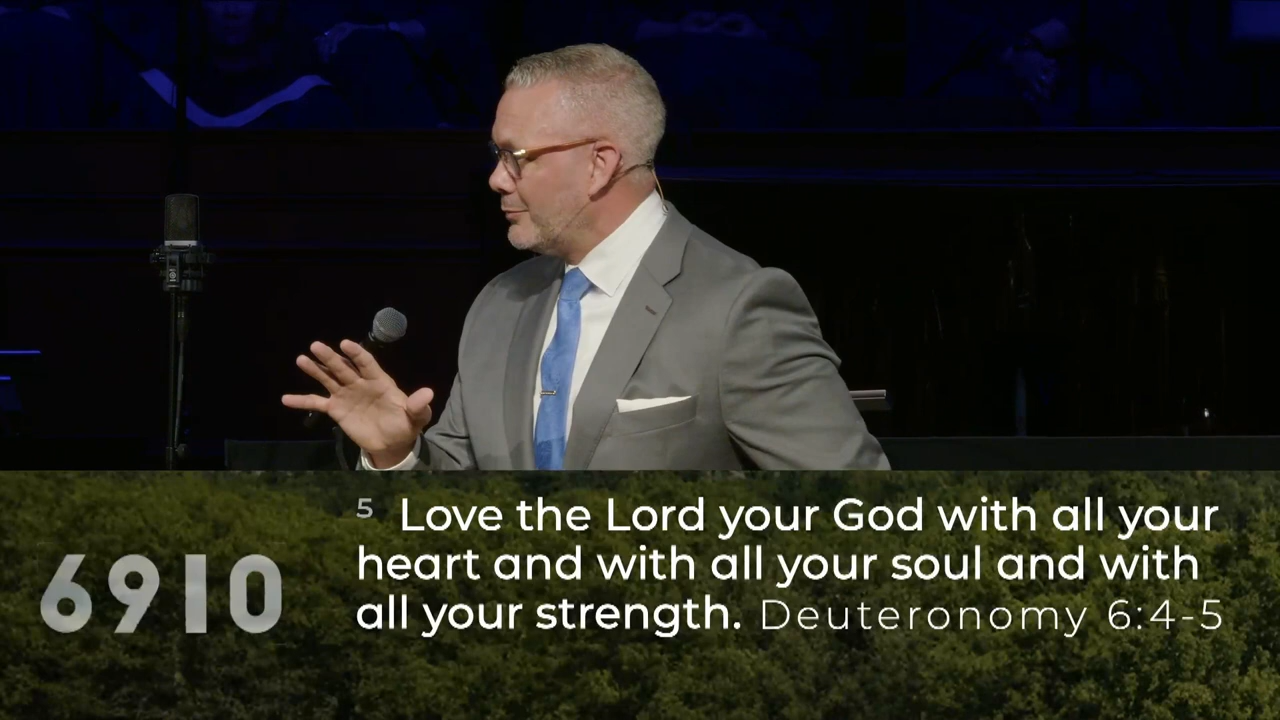 6910
5 Love the Lord your God with all your
heart and with all your soul and with
all your strength. Deuteronomy 6:4-5